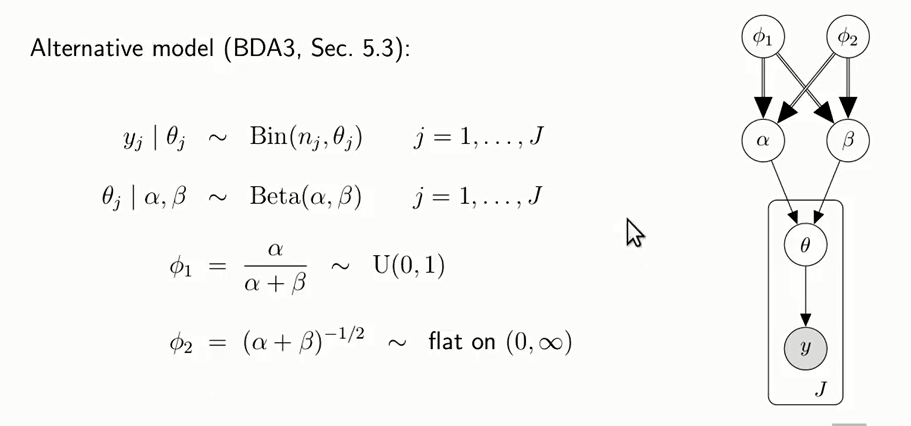 Alternative model (BDA3, Sec. 5.3):
yⱼ | θⱼ ∼ Bin(nⱼ, θⱼ) j = 1, . . . , J
θⱼ | α, β ∼ Beta(α, β) j = 1, . . . , J
ϕ₁ = α / (α + β) ∼ U(0, 1)
ϕ₂ = (α + β)^(−1/2) ∼ flat on (0, ∞)
ϕ₁ ϕ₂
α β
θ
y
J